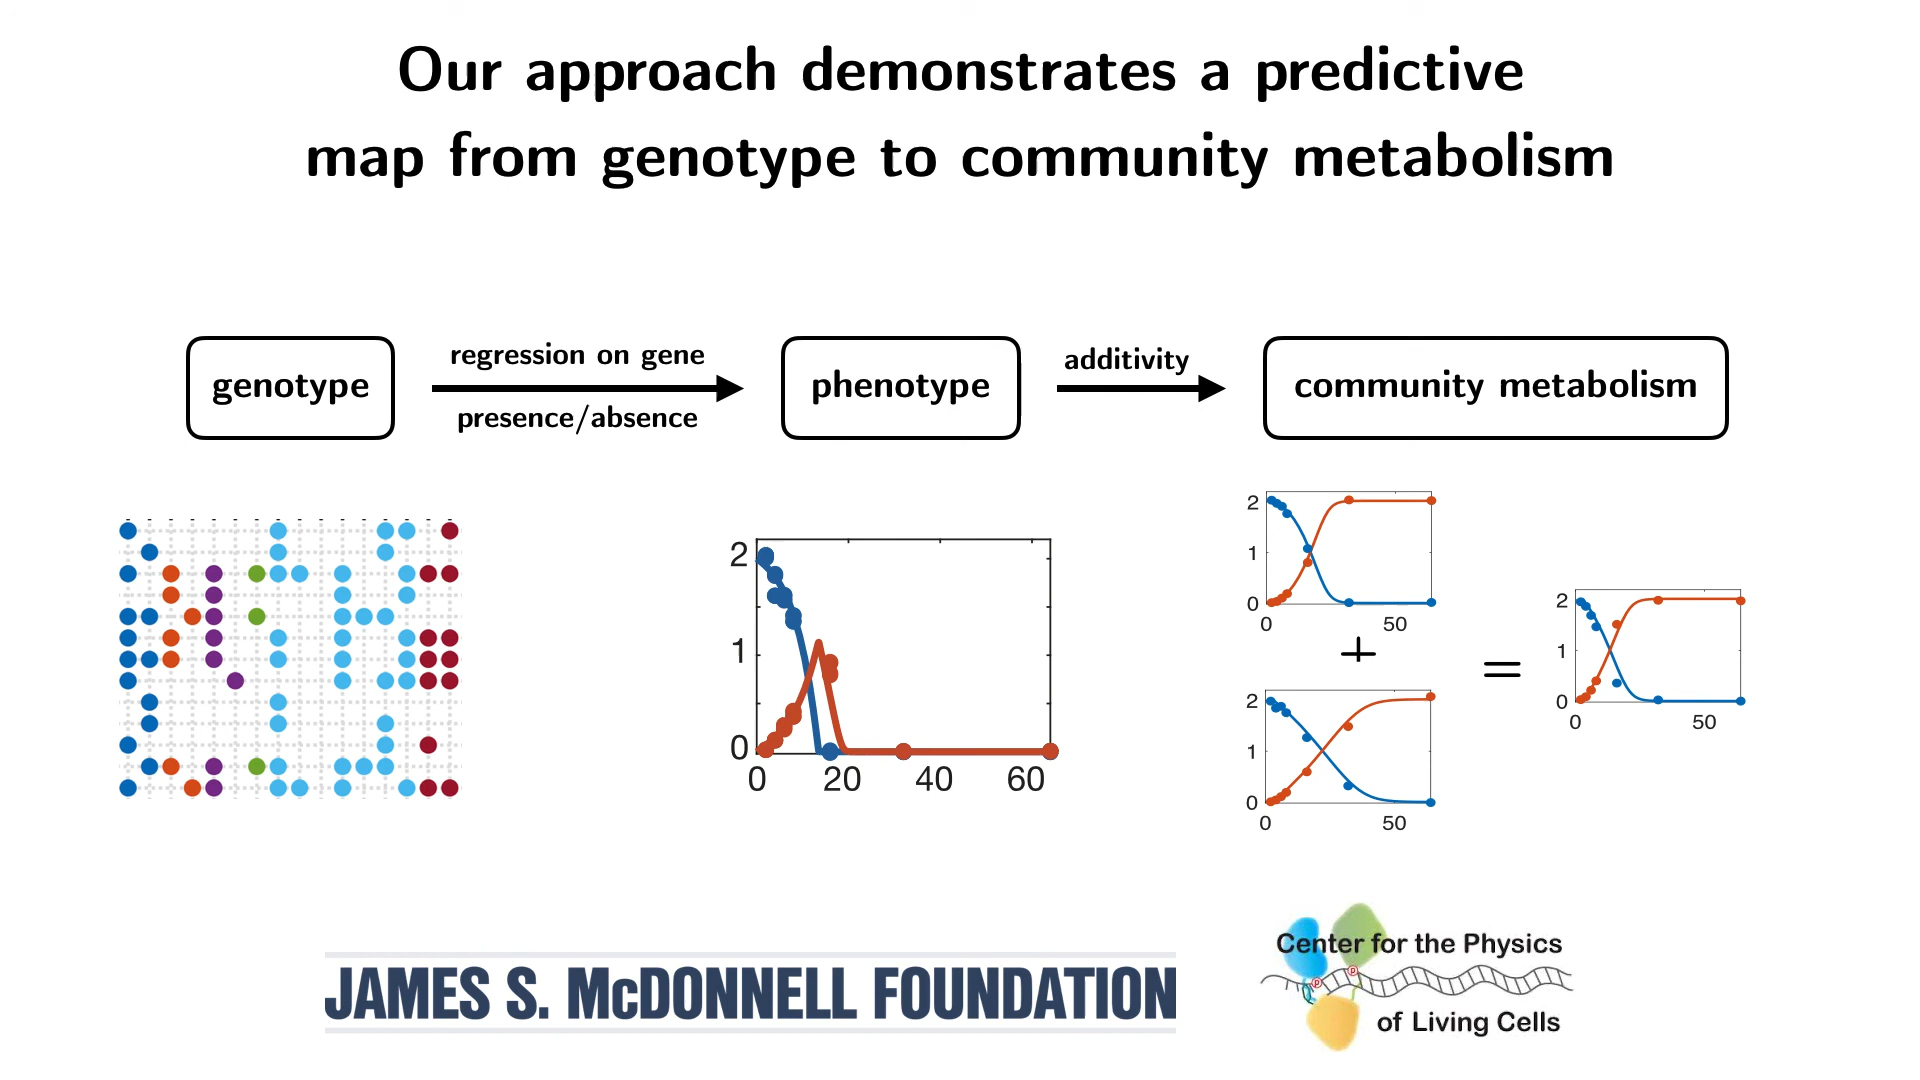 Our approach demonstrates a predictive
map from genotype to community metabolism
genotype
regression on gene
presence/absence
phenotype
additivity
community metabolism
2
1
0
0 20 40 60
2
1
0
0 50
+
2
1
0
0 50
=
2
1
0
0 50
JAMES S. McDONNELL FOUNDATION
Center for the Physics
P
P
of Living Cells